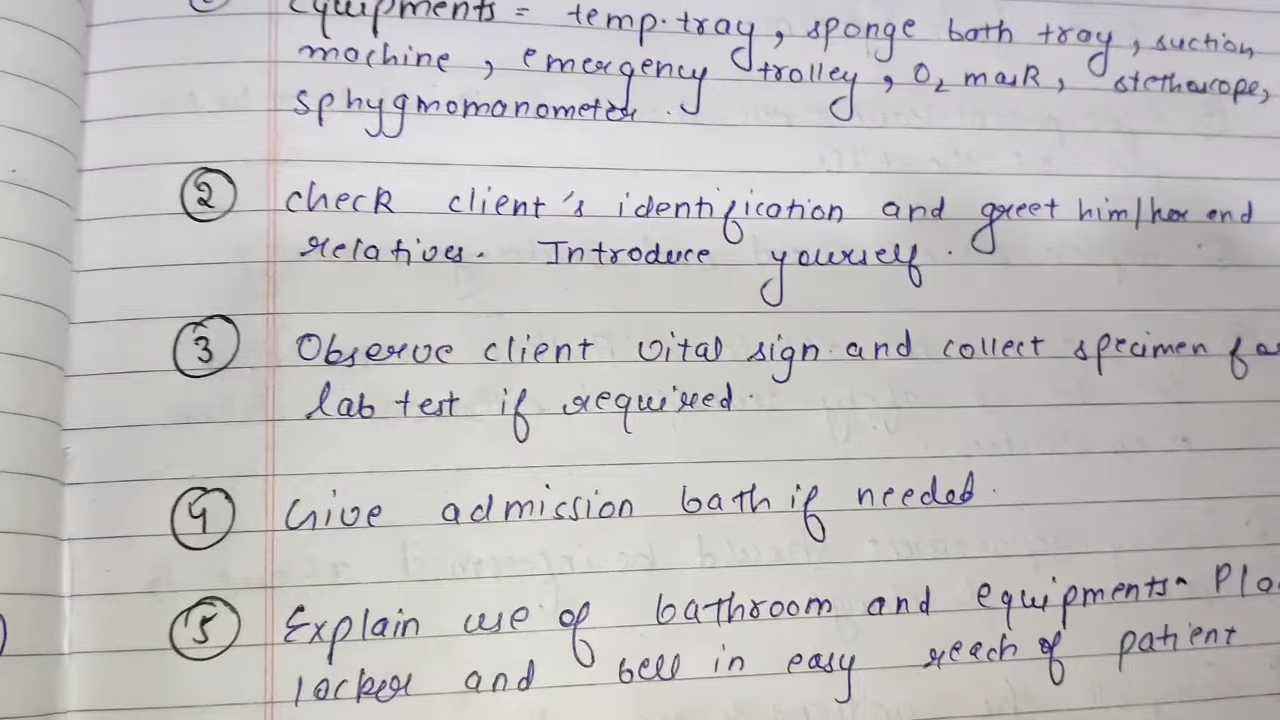 Equipments = temp. tray, sponge bath tray, suction
machine, emergency trolley, O₂ mask, stethoscope,
sphygmomanometer.
② check client's identification and greet him/her and
relatives. Introduce yourself.
③ Observe client vital sign and collect specimen fo
lab test if required.
④ Give admission bath if needed.
⑤ Explain use of bathroom and equipments. Pla
locker and bell in easy reach of patient